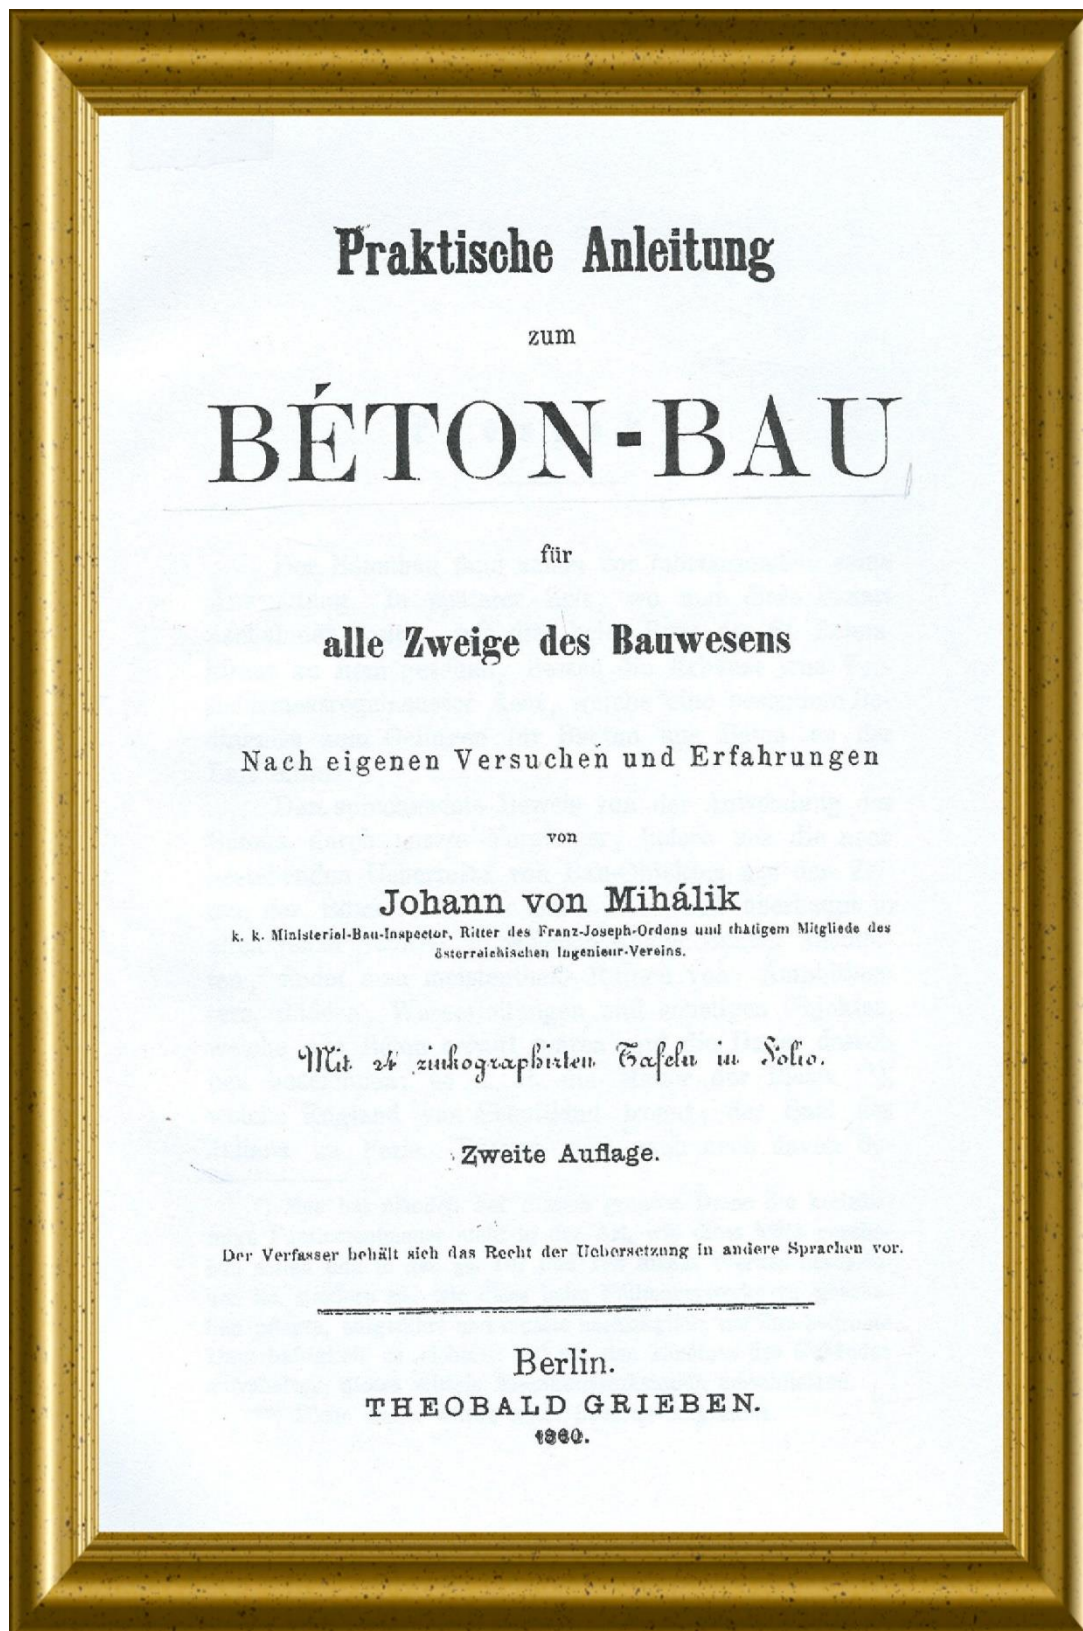 Praktische Anleitung
zum
BÉTON-BAU
für
alle Zweige des Bauwesens
Nach eigenen Versuchen und Erfahrungen
von
Johann von Mihálik
k. k. Ministerial-Bau-Inspector, Ritter des Franz-Joseph-Ordens und thätigem Mitgliede des
österreichischen Ingenieur-Vereins.
Mit 24 zinkographirten Tafeln in Folio.
Zweite Auflage.
Der Verfasser behält sich das Recht der Uebersetzung in andere Sprachen vor.
Berlin.
THEOBALD GRIEBEN.
1860.